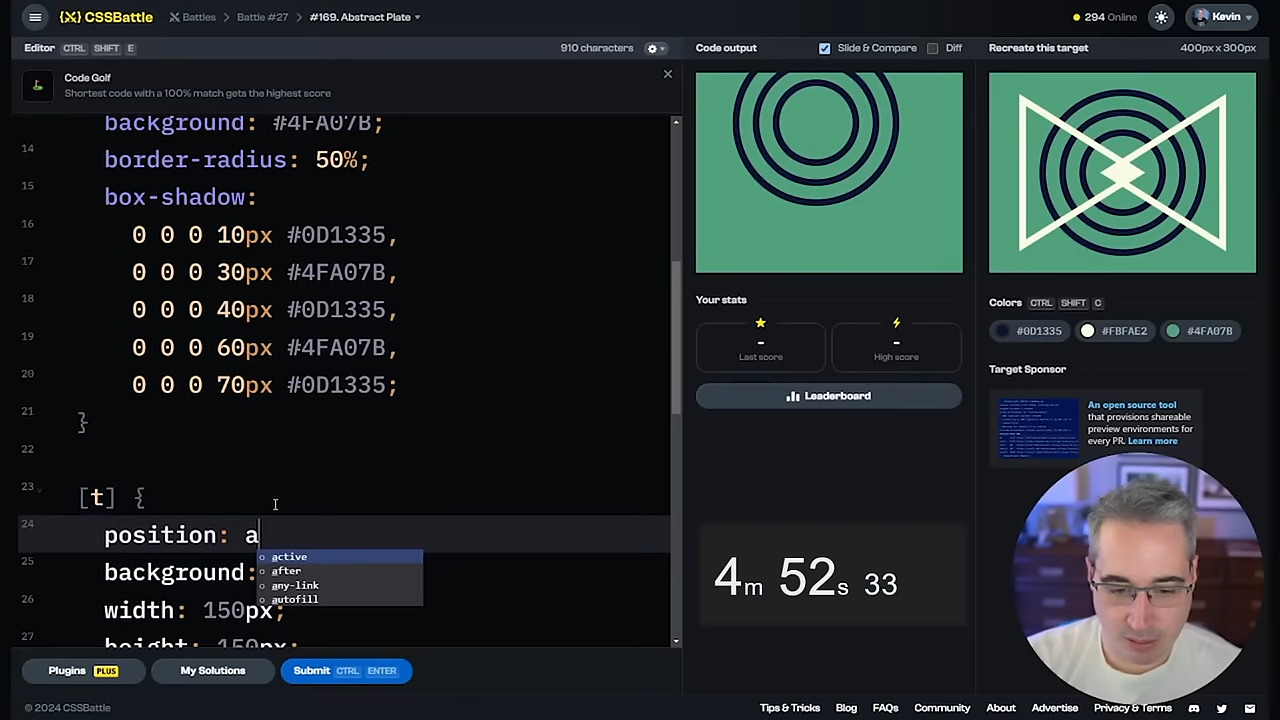 {X} CSSBattle
Battles
Battle #27
#169. Abstract Plate
294 Online
Kevin
Editor CTRL SHIFT E
910 characters
Code output
Slide & Compare
Diff
Recreate this target
400px x 300px
Code Golf
Shortest code with a 100% match gets the highest score
background: #4FA07B;
14
border-radius: 50%;
15
box-shadow:
16
0 0 0 10px #0D1335,
17
0 0 0 30px #4FA07B,
18
0 0 0 40px #0D1335,
19
0 0 0 60px #4FA07B,
20
0 0 0 70px #0D1335;
21
}
22
23
[t] {
24
position: a
active
after
any-link
autofill
25
background:
26
width: 150px;
27
height: 150px;
Your stats
-
Last score
-
High score
Leaderboard
Colors CTRL SHIFT C
#0D1335
#FBFAE2
#4FA07B
Target Sponsor
An open source tool
that provisions shareable
preview environments for
every PR. Learn more
4m 52s 33
Plugins PLUS
My Solutions
Submit CTRL ENTER
© 2024 CSSBattle
Tips & Tricks
Blog
FAQs
Community
About
Advertise
Privacy & Terms